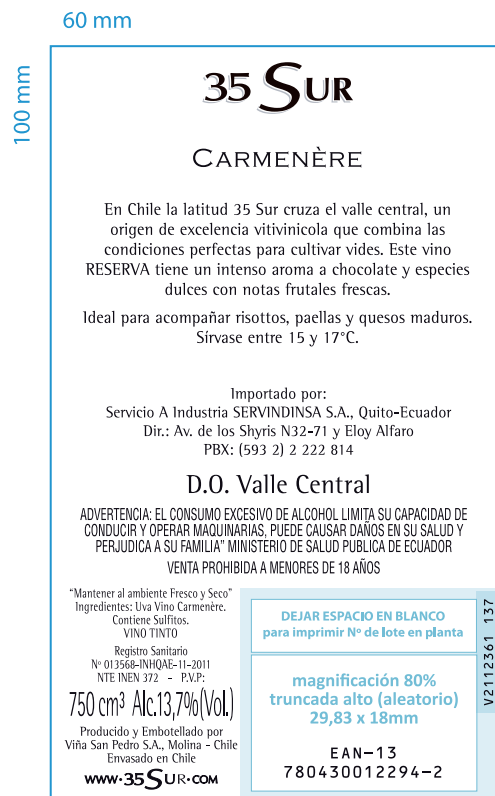 60 mm
100 mm
35 SUR
CARMENÈRE
En Chile la latitud 35 Sur cruza el valle central, un
origen de excelencia vitivinicola que combina las
condiciones perfectas para cultivar vides. Este vino
RESERVA tiene un intenso aroma a chocolate y especies
dulces con notas frutales frescas.
Ideal para acompañar risottos, paellas y quesos maduros.
Sírvase entre 15 y 17°C.
Importado por:
Servicio A Industria SERVINDINSA S.A., Quito-Ecuador
Dir.: Av. de los Shyris N32-71 y Eloy Alfaro
PBX: (593 2) 2 222 814
D.O. Valle Central
ADVERTENCIA: EL CONSUMO EXCESIVO DE ALCOHOL LIMITA SU CAPACIDAD DE
CONDUCIR Y OPERAR MAQUINARIAS, PUEDE CAUSAR DAÑOS EN SU SALUD Y
PERJUDICA A SU FAMILIA" MINISTERIO DE SALUD PUBLICA DE ECUADOR
VENTA PROHIBIDA A MENORES DE 18 AÑOS
"Mantener al ambiente Fresco y Seco"
Ingredientes: Uva Vino Carmenère.
Contiene Sulfitos.
VINO TINTO
Registro Sanitario
Nº 013568-INHQAE-11-2011
NTE INEN 372 - P.V.P:
750 cm³ Alc.13,7%(Vol.)
Producido y Embotellado por
Viña San Pedro S.A., Molina - Chile
Envasado en Chile
www.35SUR.COM
DEJAR ESPACIO EN BLANCO
para imprimir Nº de lote en planta
magnificación 80%
truncada alto (aleatorio)
29,83 x 18mm
EAN-13
780430012294-2
V2112361 137